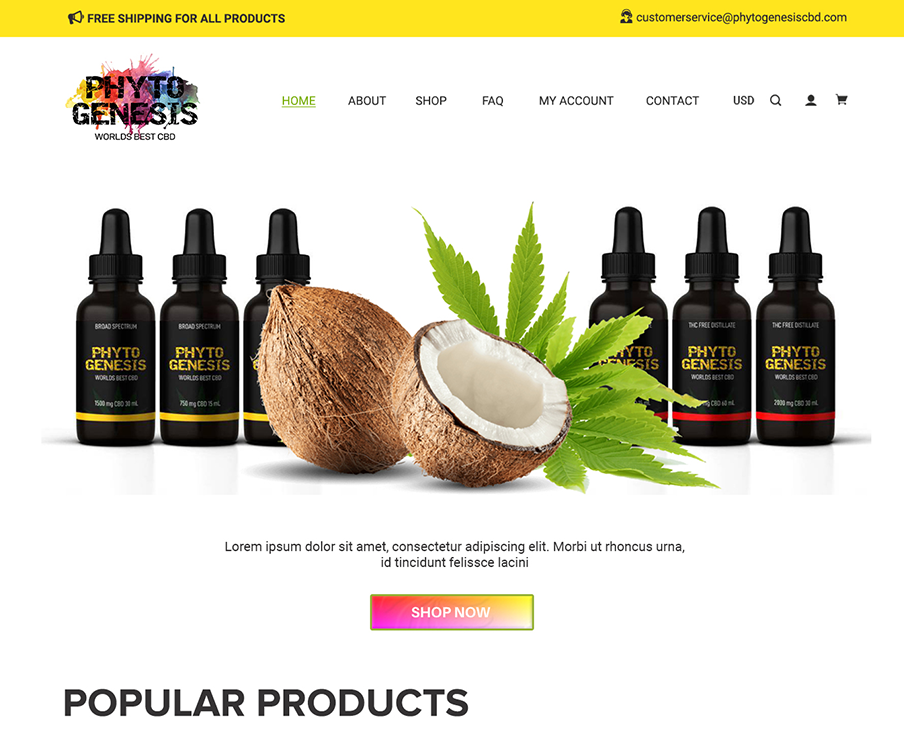 FREE SHIPPING FOR ALL PRODUCTS
customerservice@phytogenesiscbd.com
PHYTO
GENESIS
WORLDS BEST CBD
HOME
ABOUT
SHOP
FAQ
MY ACCOUNT
CONTACT
USD
BROAD SPECTRUM
PHYTO
GENESIS
WORLDS BEST CBD
1500 mg CBD 30 mL
BROAD SPECTRUM
PHYTO
GENESIS
WORLDS BEST CBD
750 mg CBD 15 mL
BROAD SPECTRUM
THC FREE DISTILLATE
PHYTO
GENESIS
WORLDS BEST CBD
mg CBD 60 mL
THC FREE DISTILLATE
PHYTO
GENESIS
WORLDS BEST CBD
2000 mg CBD 30 mL
Lorem ipsum dolor sit amet, consectetur adipiscing elit. Morbi ut rhoncus urna,
id tincidunt felissce lacini
SHOP NOW
POPULAR PRODUCTS